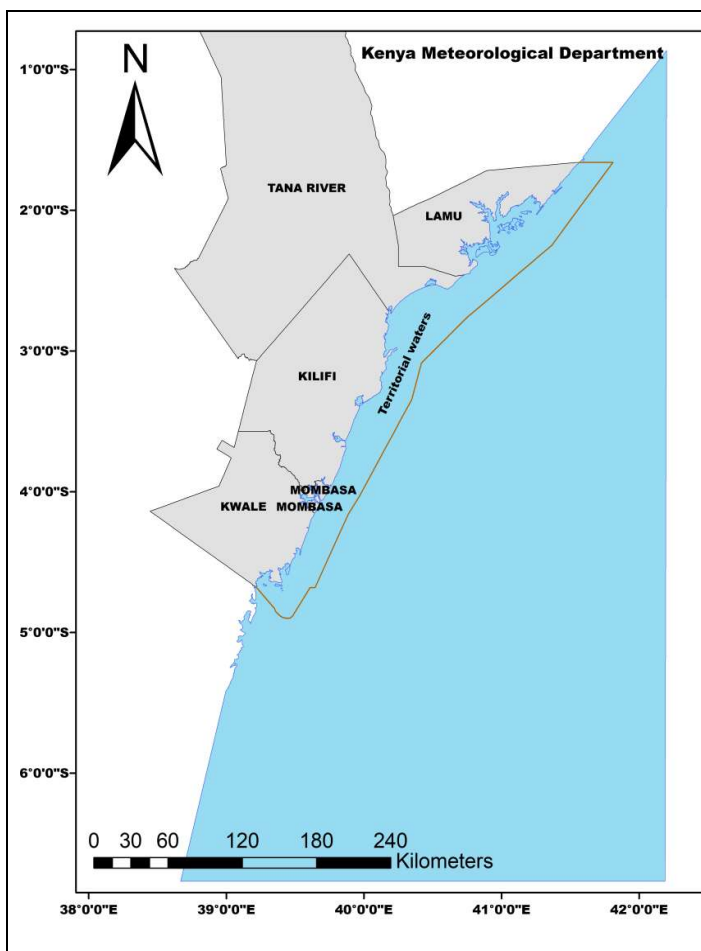 Kenya Meteorological Department
N
1°0'0"S
2°0'0"S
3°0'0"S
4°0'0"S
5°0'0"S
6°0'0"S
TANA RIVER
LAMU
Territorial waters
KILIFI
MOMBASA
KWALE MOMBASA
0 30 60 120 180 240
Kilometers
38°0'0"E 39°0'0"E 40°0'0"E 41°0'0"E 42°0'0"E